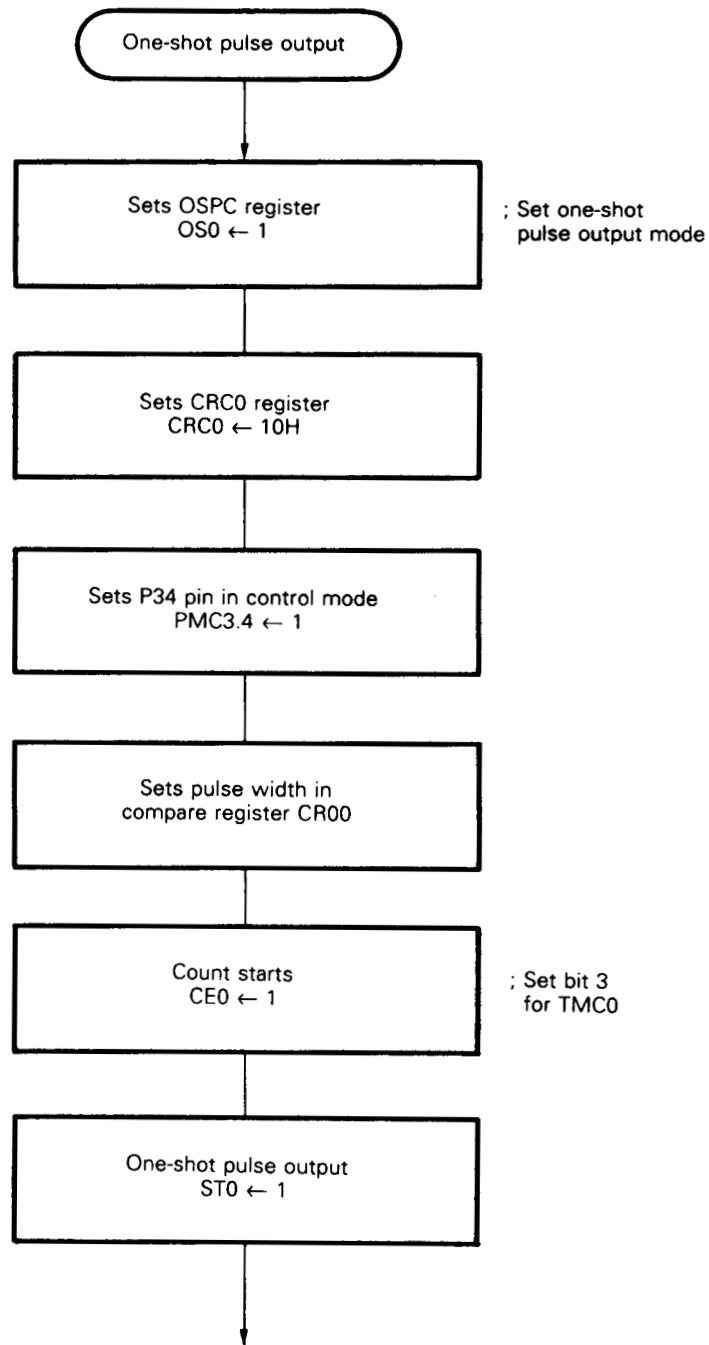 One-shot pulse output
Sets OSPC register
OS0 ← 1
; Set one-shot
pulse output mode
Sets CRC0 register
CRC0 ← 10H
Sets P34 pin in control mode
PMC3.4 ← 1
Sets pulse width in
compare register CR00
Count starts
CE0 ← 1
; Set bit 3
for TMC0
One-shot pulse output
ST0 ← 1